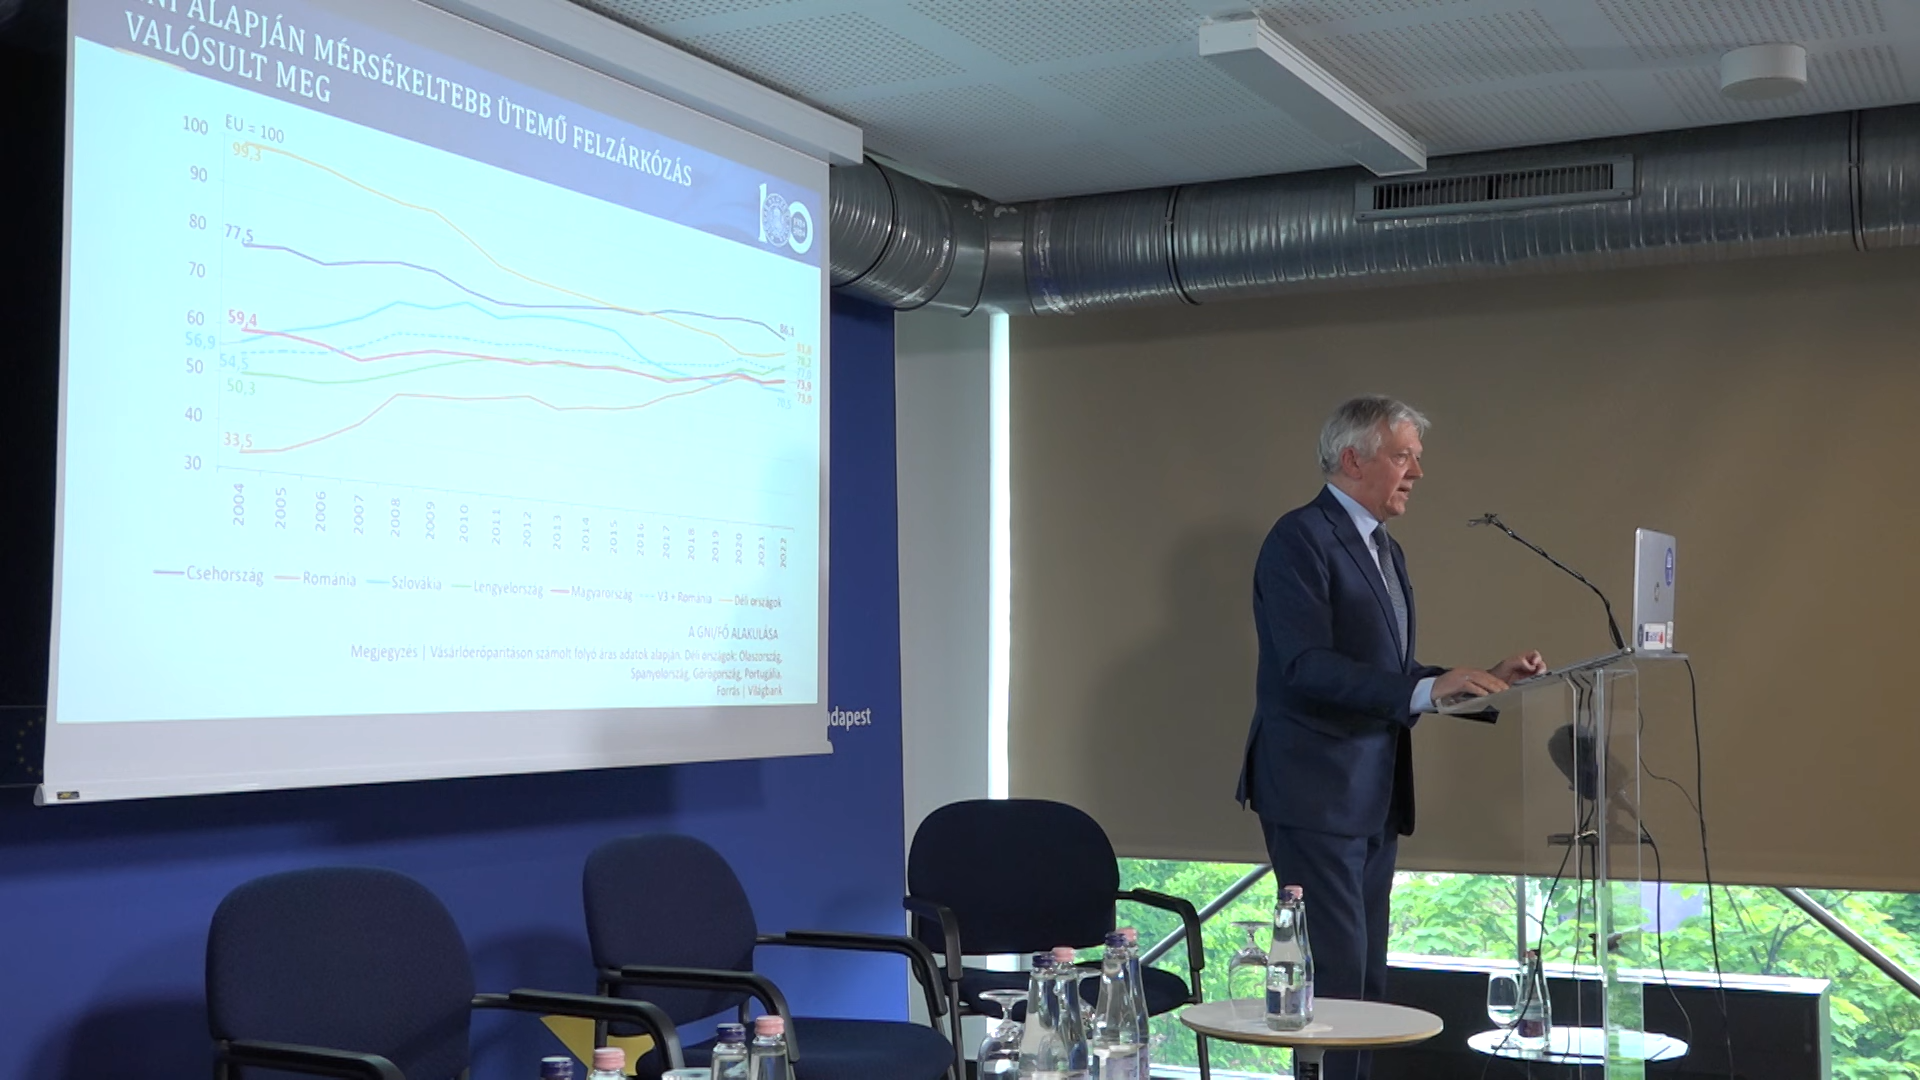 ALAPJÁN MÉRSÉKELTEBB ÜTEMŰ FELZÁRKÓZÁS
VALÓSULT MEG
EU = 100
100
90
80
70
60
50
40
30
99,3
77,5
59,4
56,9
54,5
50,3
33,5
86,1
73,9
70,5
2004
2005
2006
2007
2008
2009
2010
2011
2012
2013
2014
2015
2016
2017
2018
2019
2020
2021
2022
Csehország
Románia
Szlovákia
Lengyelország
Magyarország
V3 + Románia
Déli országok
A GNI/FŐ ALAKULÁSA
Megjegyzés | Vásárlóerőparitáson számolt folyó áras adatok alapján. Déli országok: Olaszország,
Spanyolország, Görögország, Portugália.
Forrás | Világbank